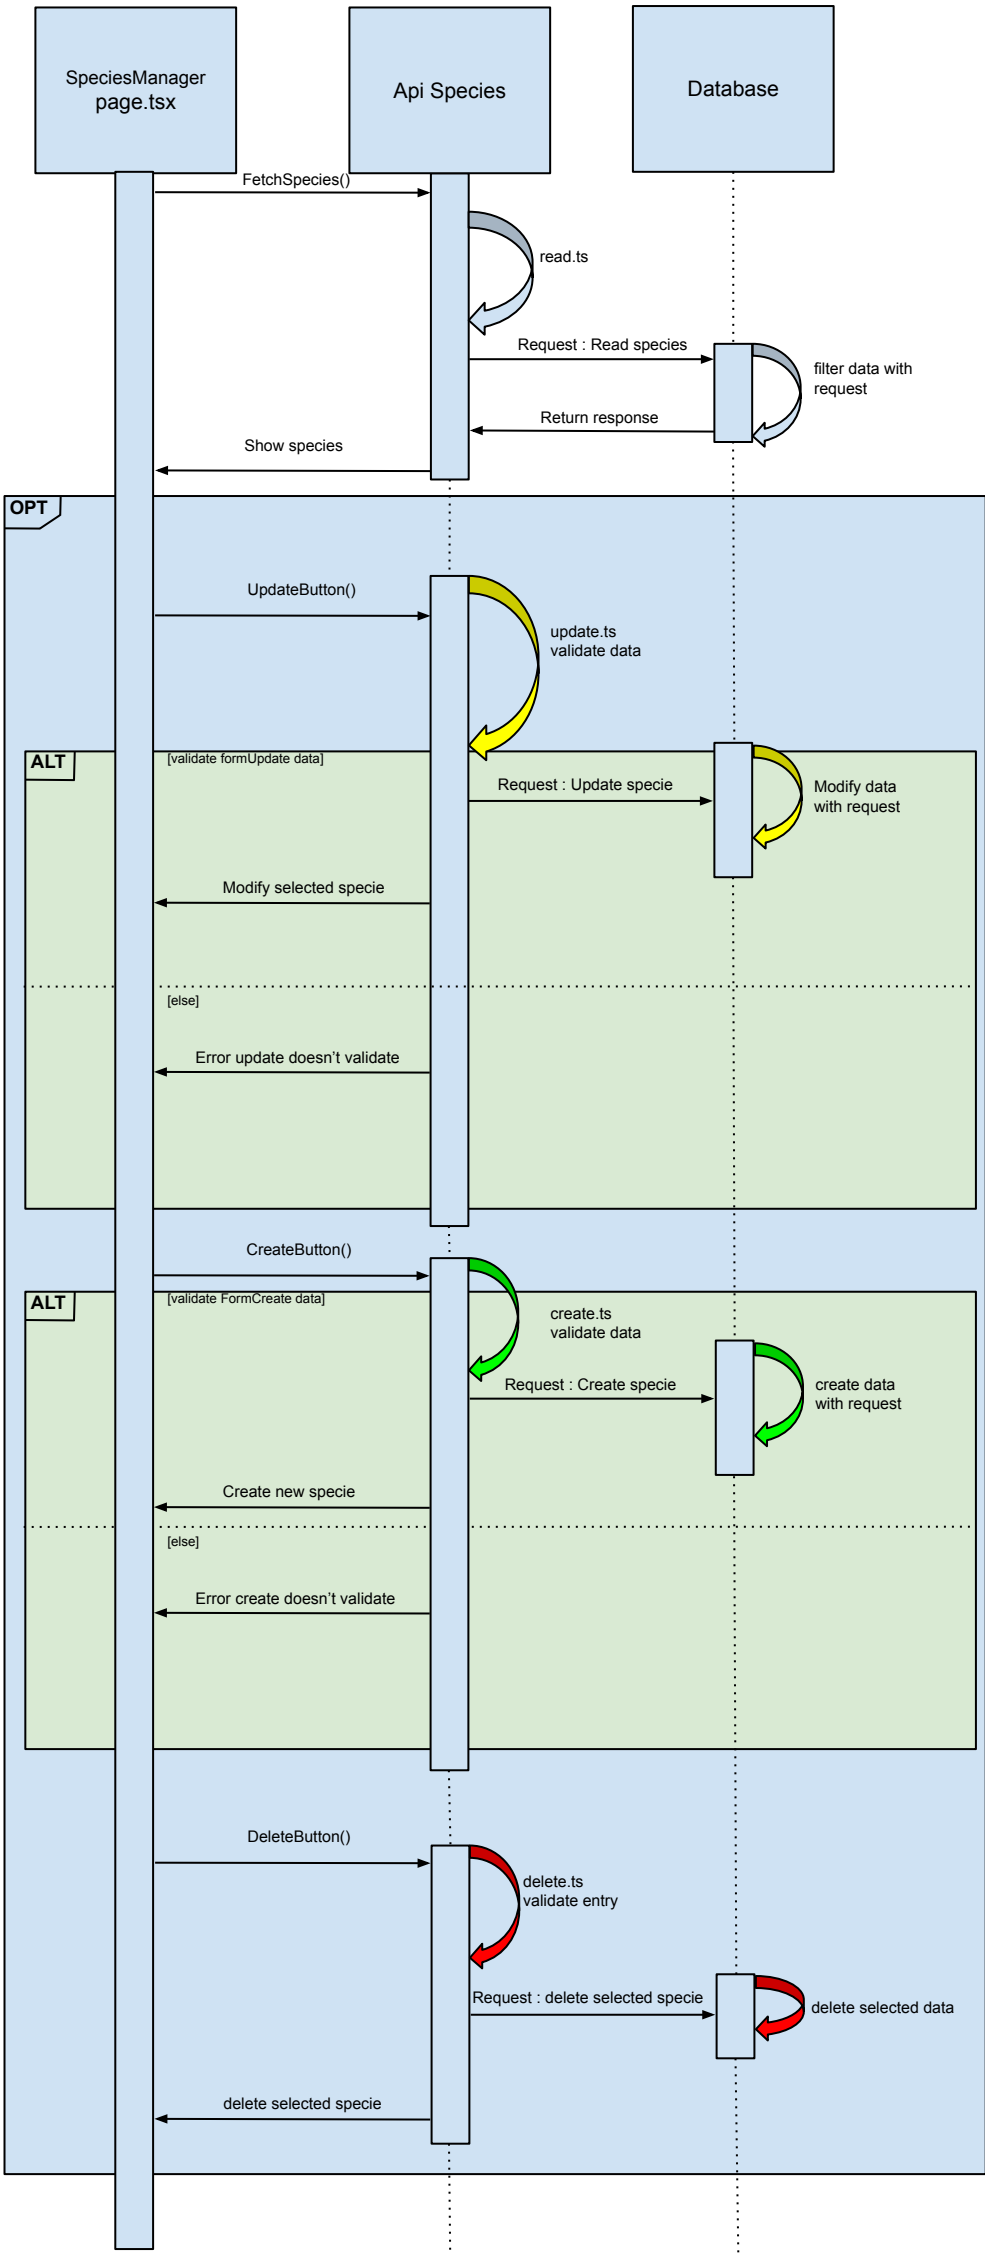 SpeciesManager
page.tsx
Api Species
Database
FetchSpecies()
read.ts
Request : Read species
filter data with
request
Return response
Show species
OPT
UpdateButton()
update.ts
validate data
ALT
[validate formUpdate data]
Request : Update specie
Modify data
with request
Modify selected specie
[else]
Error update doesn't validate
CreateButton()
ALT
[validate FormCreate data]
create.ts
validate data
Request : Create specie
create data
with request
Create new specie
[else]
Error create doesn't validate
DeleteButton()
delete.ts
validate entry
Request : delete selected specie
delete selected data
delete selected specie